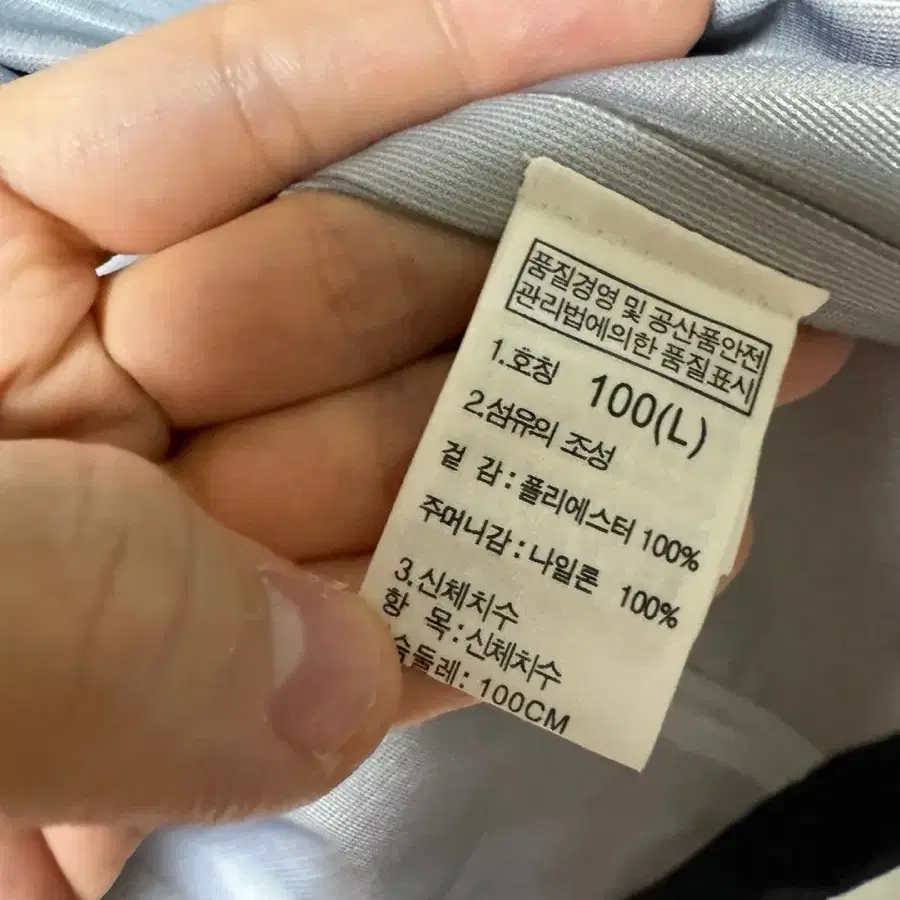 품질경영 및 공산품안전
관리법에의한 품질표시
1.호칭 100(L)
2.섬유의 조성
겉 감 : 폴리에스터 100%
주머니감 : 나일론 100%
3.신체치수
항 목 : 신체치수
슴둘레 : 100CM